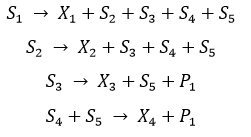 S₁ → X₁ + S₂ + S₃ + S₄ + S₅
S₂ → X₂ + S₃ + S₄ + S₅
S₃ → X₃ + S₅ + P₁
S₄ + S₅ → X₄ + P₁